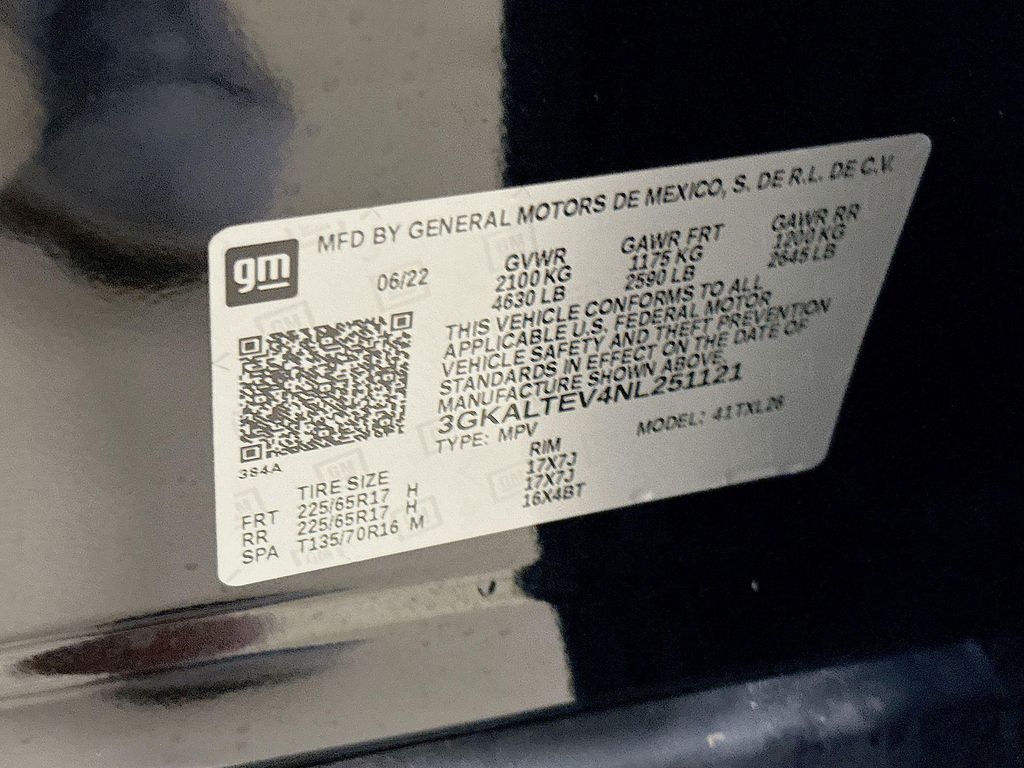 gm
MFD BY GENERAL MOTORS DE MEXICO, S. DE R.L. DE C.V.
06/22
GVWR GAWR FRT GAWR RR
2100 KG 1175 KG 1200 KG
4630 LB 2590 LB 2645 LB
THIS VEHICLE CONFORMS TO ALL
APPLICABLE U.S. FEDERAL MOTOR
VEHICLE SAFETY AND THEFT PREVENTION
STANDARDS IN EFFECT ON THE DATE OF
MANUFACTURE SHOWN ABOVE.
3GKALTEV4NL251121
TYPE: MPV MODEL: 41TXL26
384A
TIRE SIZE RIM
FRT 225/65R17 H 17X7J
RR 225/65R17 H 17X7J
SPA T135/70R16 M 16X4BT